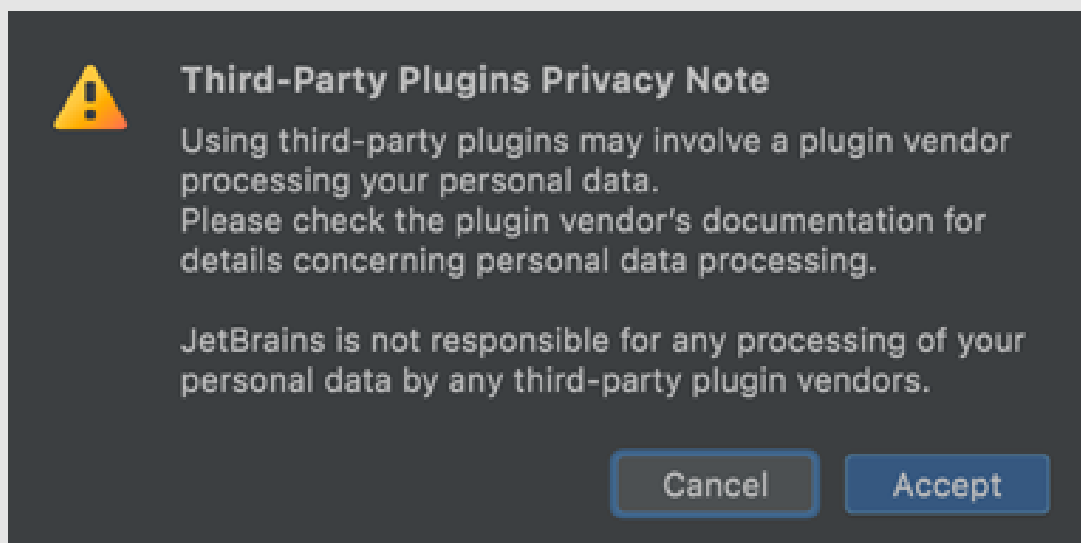 Third-Party Plugins Privacy Note
Using third-party plugins may involve a plugin vendor
processing your personal data.
Please check the plugin vendor's documentation for
details concerning personal data processing.
JetBrains is not responsible for any processing of your
personal data by any third-party plugin vendors.
Cancel
Accept